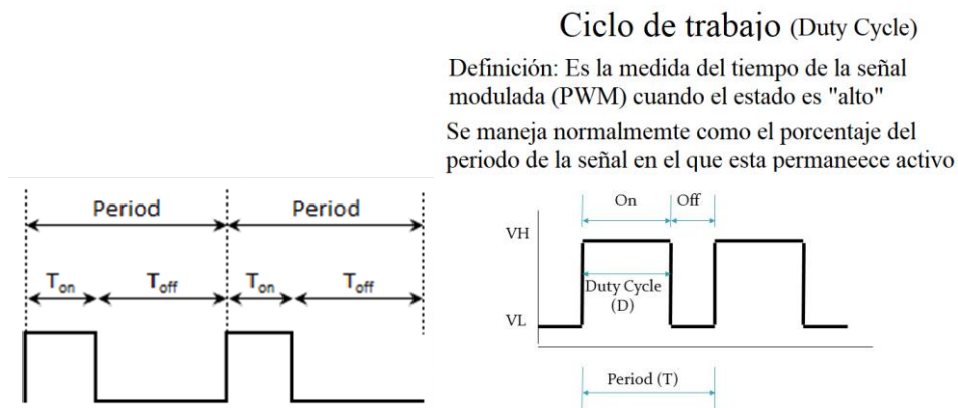 Ciclo de trabajo (Duty Cycle)
Definición: Es la medida del tiempo de la señal
modulada (PWM) cuando el estado es "alto"
Se maneja normalmemte como el porcentaje del
periodo de la señal en el que esta permaneece activo
Period Period
Ton Toff Ton Toff
On Off
VH
Duty Cycle
(D)
VL
Period (T)